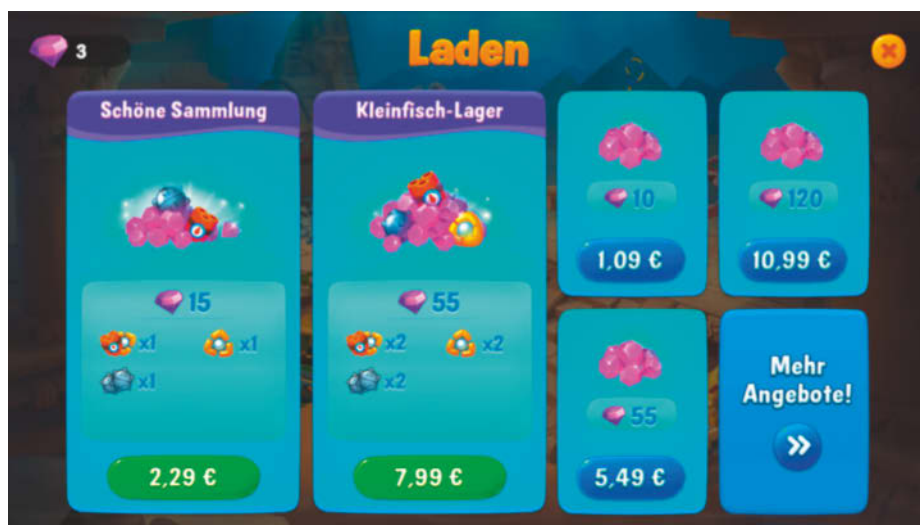 3
Laden
Schöne Sammlung
15
x1
x1
x1
2,29 €
Kleinfisch-Lager
55
x2
x2
x2
7,99 €
10
1,09 €
120
10,99 €
55
5,49 €
Mehr
Angebote!